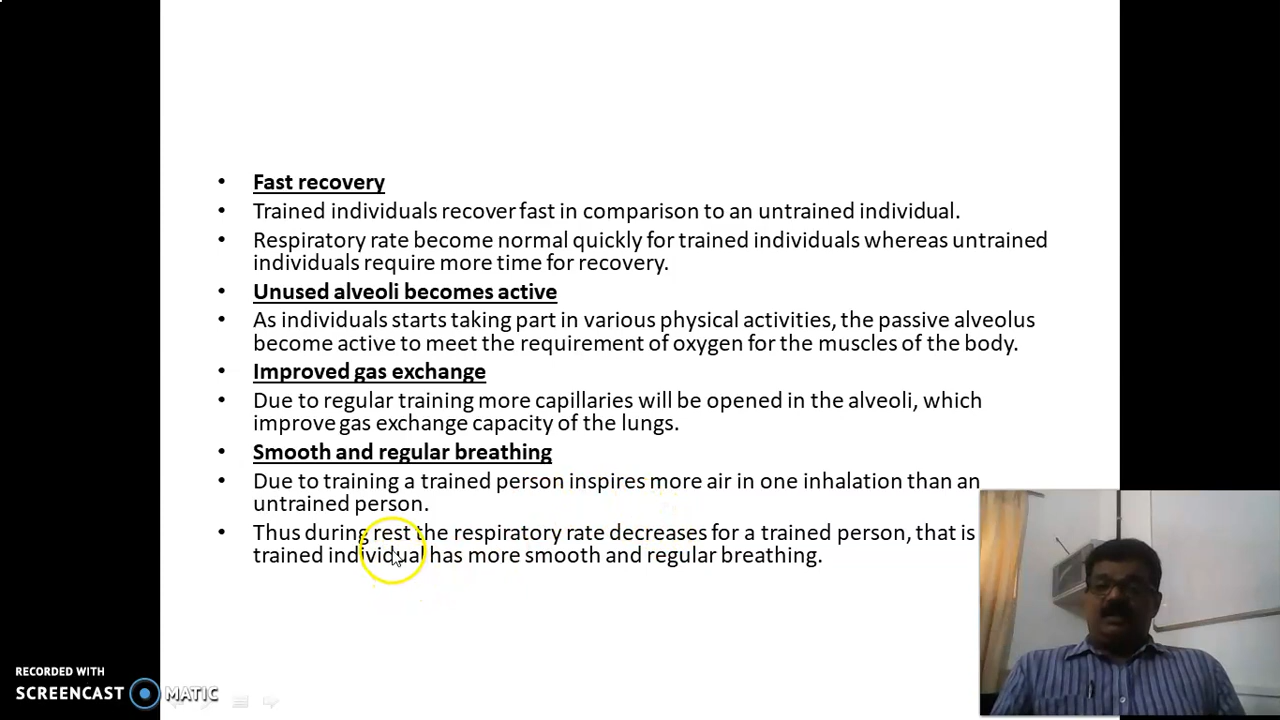 Fast recovery
Trained individuals recover fast in comparison to an untrained individual.
Respiratory rate become normal quickly for trained individuals whereas untrained
individuals require more time for recovery.
Unused alveoli becomes active
As individuals starts taking part in various physical activities, the passive alveolus
become active to meet the requirement of oxygen for the muscles of the body.
Improved gas exchange
Due to regular training more capillaries will be opened in the alveoli, which
improve gas exchange capacity of the lungs.
Smooth and regular breathing
Due to training a trained person inspires more air in one inhalation than an
untrained person.
Thus during rest the respiratory rate decreases for a trained person, that is
trained individual has more smooth and regular breathing.
RECORDED WITH
SCREENCAST MATIC